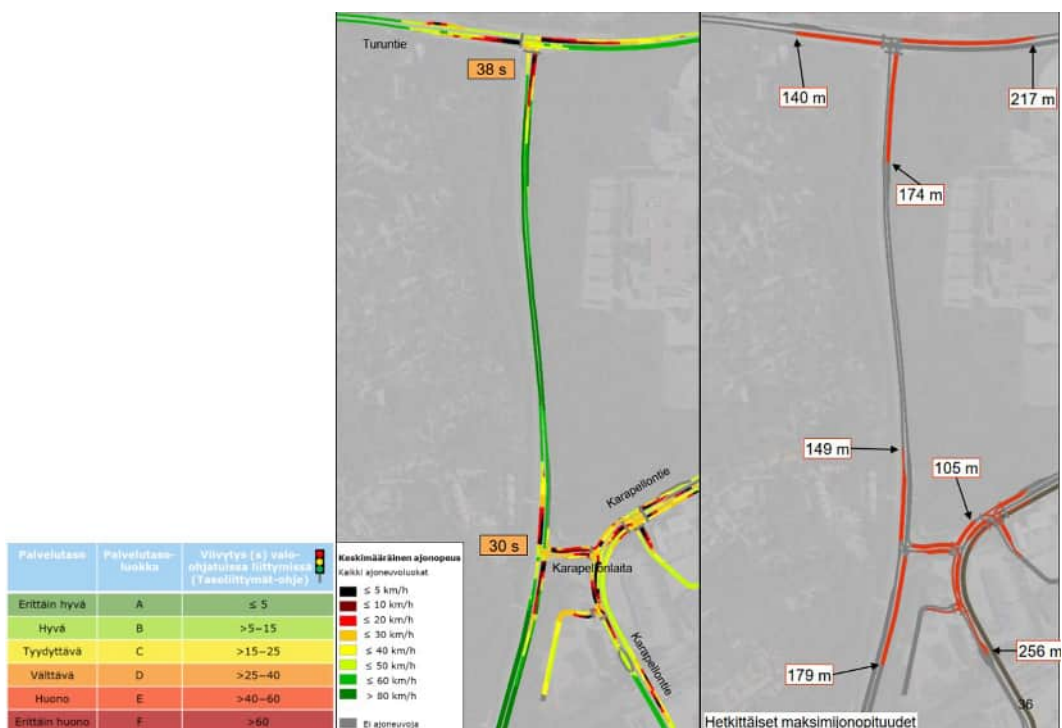 Turuntie
38 s
30 s
Karapellontie
Karapellonlaita
Karapellontie
140 m
217 m
174 m
149 m
105 m
179 m
256 m
36
Hetkittäiset maksimijonopituudet
Palvelutaso
Palvelutaso-
luokka
Viivytys (s) valo-
ohjatuissa liittymissä
(Tasoliittymät-ohje)
Erittäin hyvä A ≤ 5
Hyvä B >5–15
Tyydyttävä C >15–25
Välttävä D >25–40
Huono E >40–60
Erittäin huono F >60
Keskimääräinen ajonopeus
Kaikki ajoneuvoluokat
≤ 5 km/h
≤ 10 km/h
≤ 20 km/h
≤ 30 km/h
≤ 40 km/h
≤ 50 km/h
≤ 60 km/h
> 80 km/h
Ei ajoneuvoja